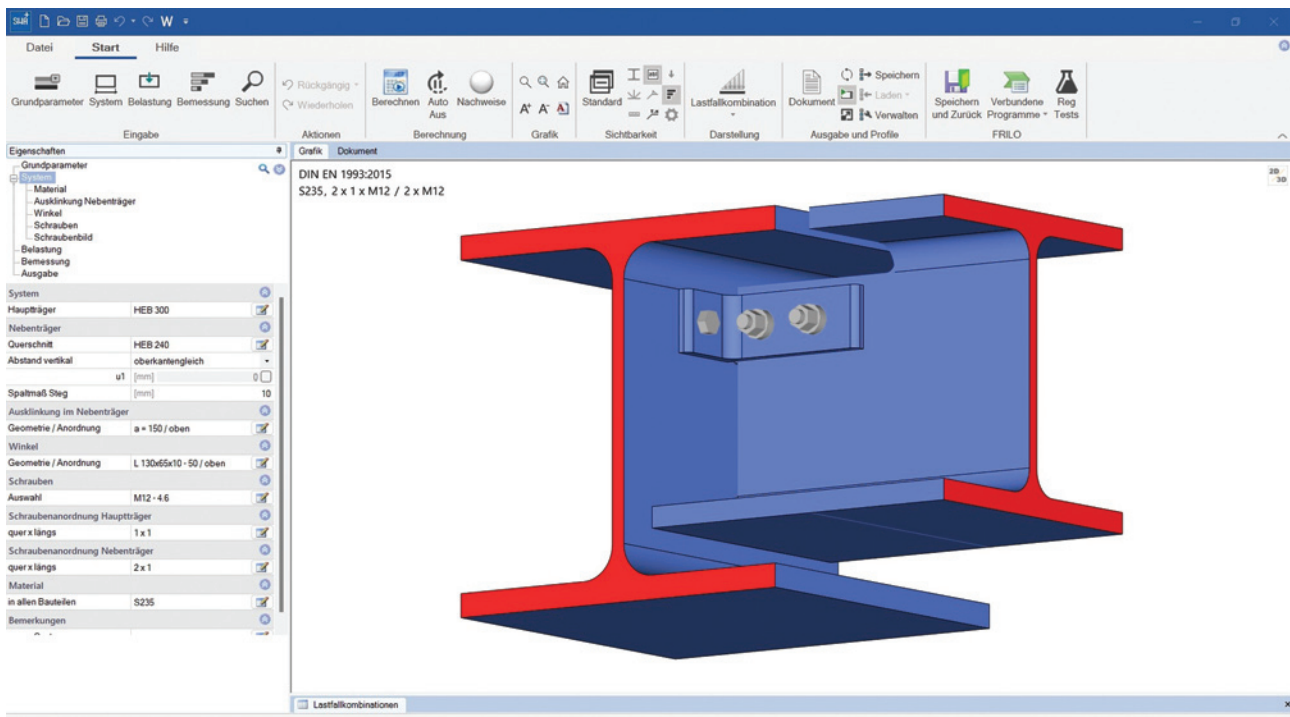 SWA W
Datei Start Hilfe
Grundparameter System Belastung Bemessung Suchen
Rückgängig
Wiederholen
Berechnen Auto Aus Nachweise
A+ A- A
Standard
Lastfallkombination
Dokument
Speichern
Laden
Verwalten
Speichern und Zurück
Verbundene Programme
Reg Tests
Eingabe Aktionen Berechnung Grafik Sichtbarkeit Darstellung Ausgabe und Profile FRILO
Eigenschaften
Grundparameter
System
Material
Ausklinkung Nebenträger
Winkel
Schrauben
Schraubenbild
Belastung
Bemessung
Ausgabe
System
Hauptträger HEB 300
Nebenträger
Querschnitt HEB 240
Abstand vertikal oberkantengleich
u1 [mm] 0
Spaltmaß Steg [mm] 10
Ausklinkung im Nebenträger
Geometrie / Anordnung a = 150 / oben
Winkel
Geometrie / Anordnung L 130x65x10 - 50 / oben
Schrauben
Auswahl M12 - 4.6
Schraubenanordnung Hauptträger
quer x längs 1 x 1
Schraubenanordnung Nebenträger
quer x längs 2 x 1
Material
in allen Bauteilen S235
Bemerkungen
Grafik Dokument
DIN EN 1993:2015
S235, 2 x 1 x M12 / 2 x M12
2D
3D
Lastfallkombinationen